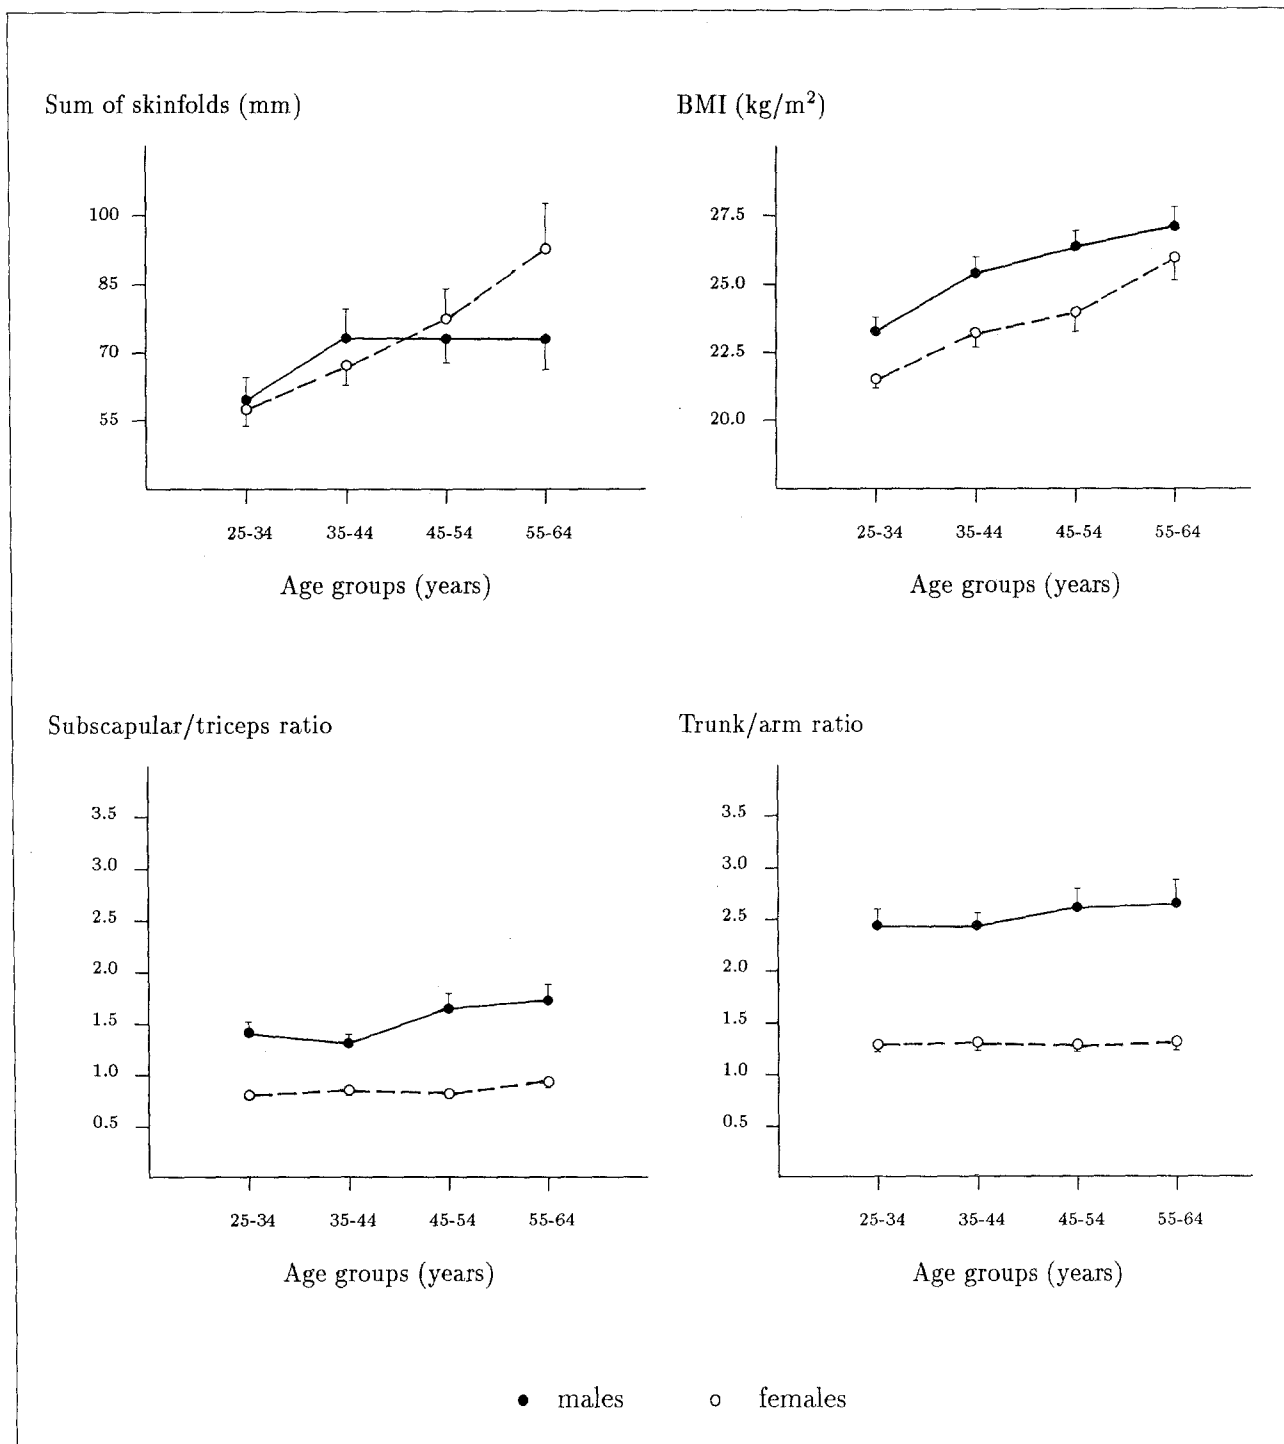 Sum of skinfolds (mm)
100
85
70
55
25-34 35-44 45-54 55-64
Age groups (years)
BMI (kg/m²)
27.5
25.0
22.5
20.0
25-34 35-44 45-54 55-64
Age groups (years)
Subscapular/triceps ratio
3.5
3.0
2.5
2.0
1.5
1.0
0.5
25-34 35-44 45-54 55-64
Age groups (years)
Trunk/arm ratio
3.5
3.0
2.5
2.0
1.5
1.0
0.5
25-34 35-44 45-54 55-64
Age groups (years)
males females